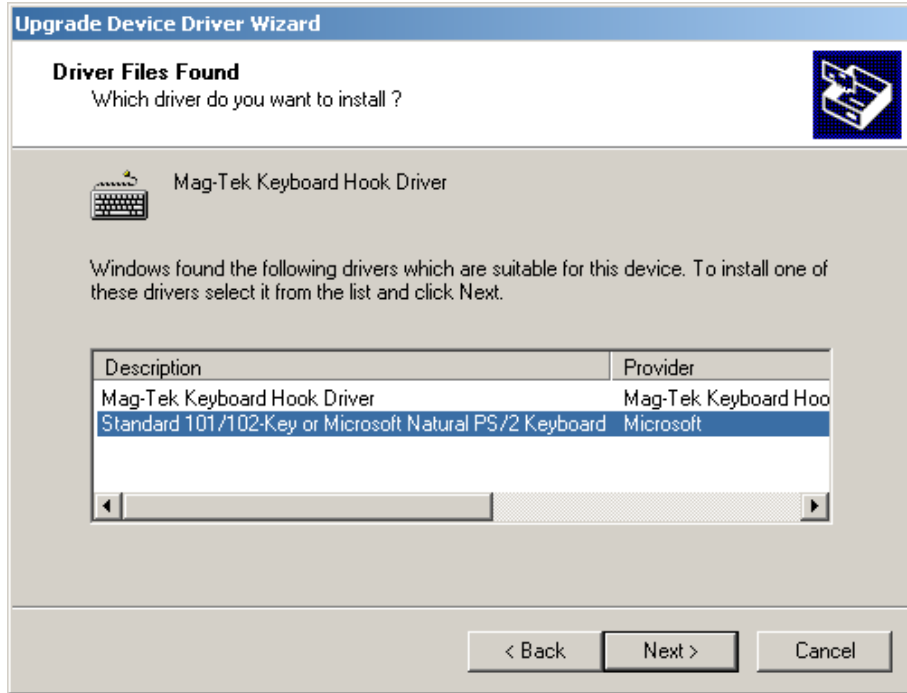 Upgrade Device Driver Wizard
Driver Files Found
Which driver do you want to install ?
Mag-Tek Keyboard Hook Driver
Windows found the following drivers which are suitable for this device. To install one of
these drivers select it from the list and click Next.
Description Provider
Mag-Tek Keyboard Hook Driver Mag-Tek Keyboard Hoo
Standard 101/102-Key or Microsoft Natural PS/2 Keyboard Microsoft
< Back Next > Cancel